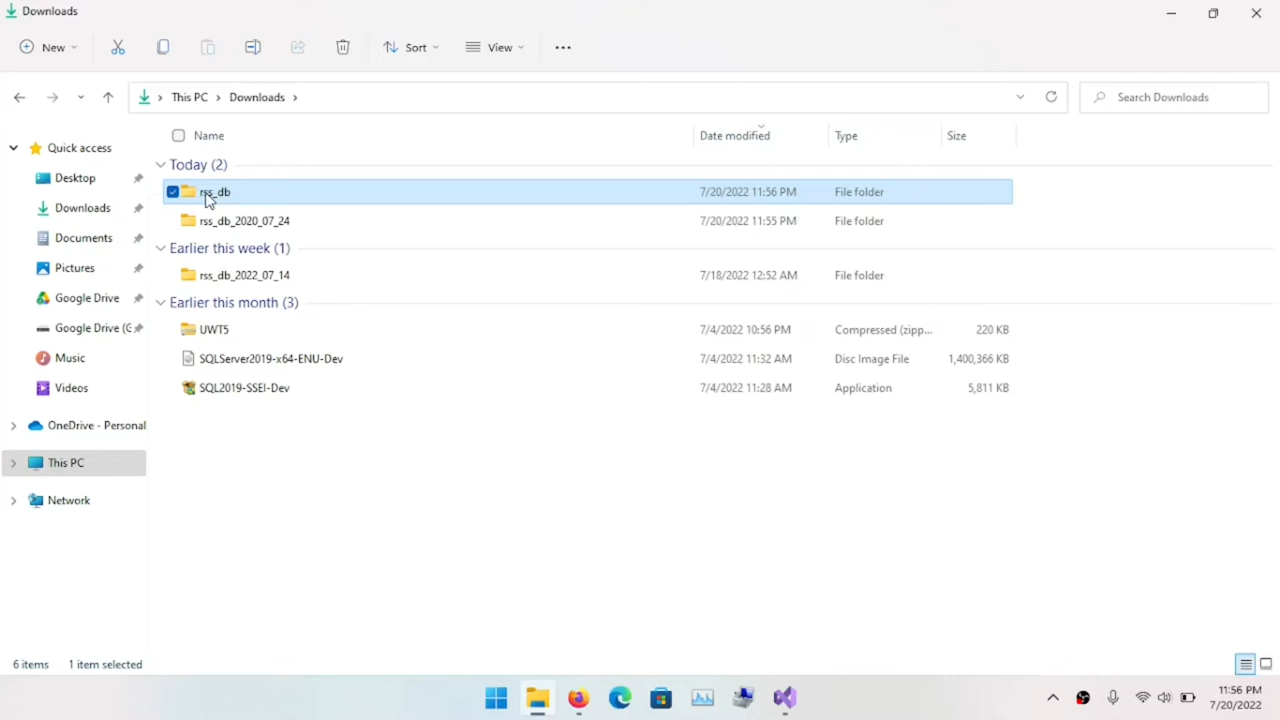 Downloads
New
Sort
View
This PC
Downloads
Search Downloads
Name
Date modified
Type
Size
Quick access
Desktop
Downloads
Documents
Pictures
Google Drive
Google Drive (G
Music
Videos
OneDrive - Personal
This PC
Network
Today (2)
rss_db 7/20/2022 11:56 PM File folder
rss_db_2020_07_24 7/20/2022 11:55 PM File folder
Earlier this week (1)
rss_db_2022_07_14 7/18/2022 12:52 AM File folder
Earlier this month (3)
UWT5 7/4/2022 10:56 PM Compressed (zipp... 220 KB
SQLServer2019-x64-ENU-Dev 7/4/2022 11:32 AM Disc Image File 1,400,366 KB
SQL2019-SSEI-Dev 7/4/2022 11:28 AM Application 5,811 KB
6 items 1 item selected
11:56 PM
7/20/2022